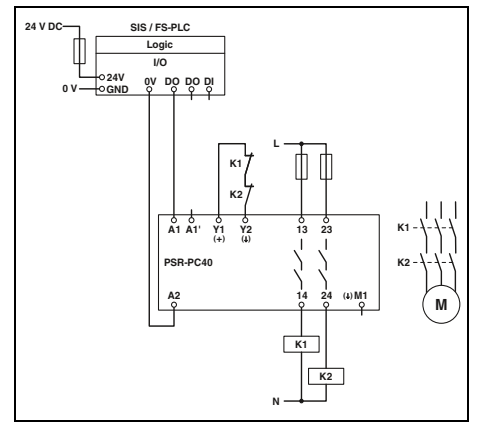 24 V DC
SIS / FS-PLC
Logic
I/O
24V
0V DO DO DI
0 V
GND
L
K1
K2
A1 A1' Y1 Y2 13 23
(+) (↓)
PSR-PC40
K1
K2
M
A2 14 24 (↓) M1
K1
K2
N